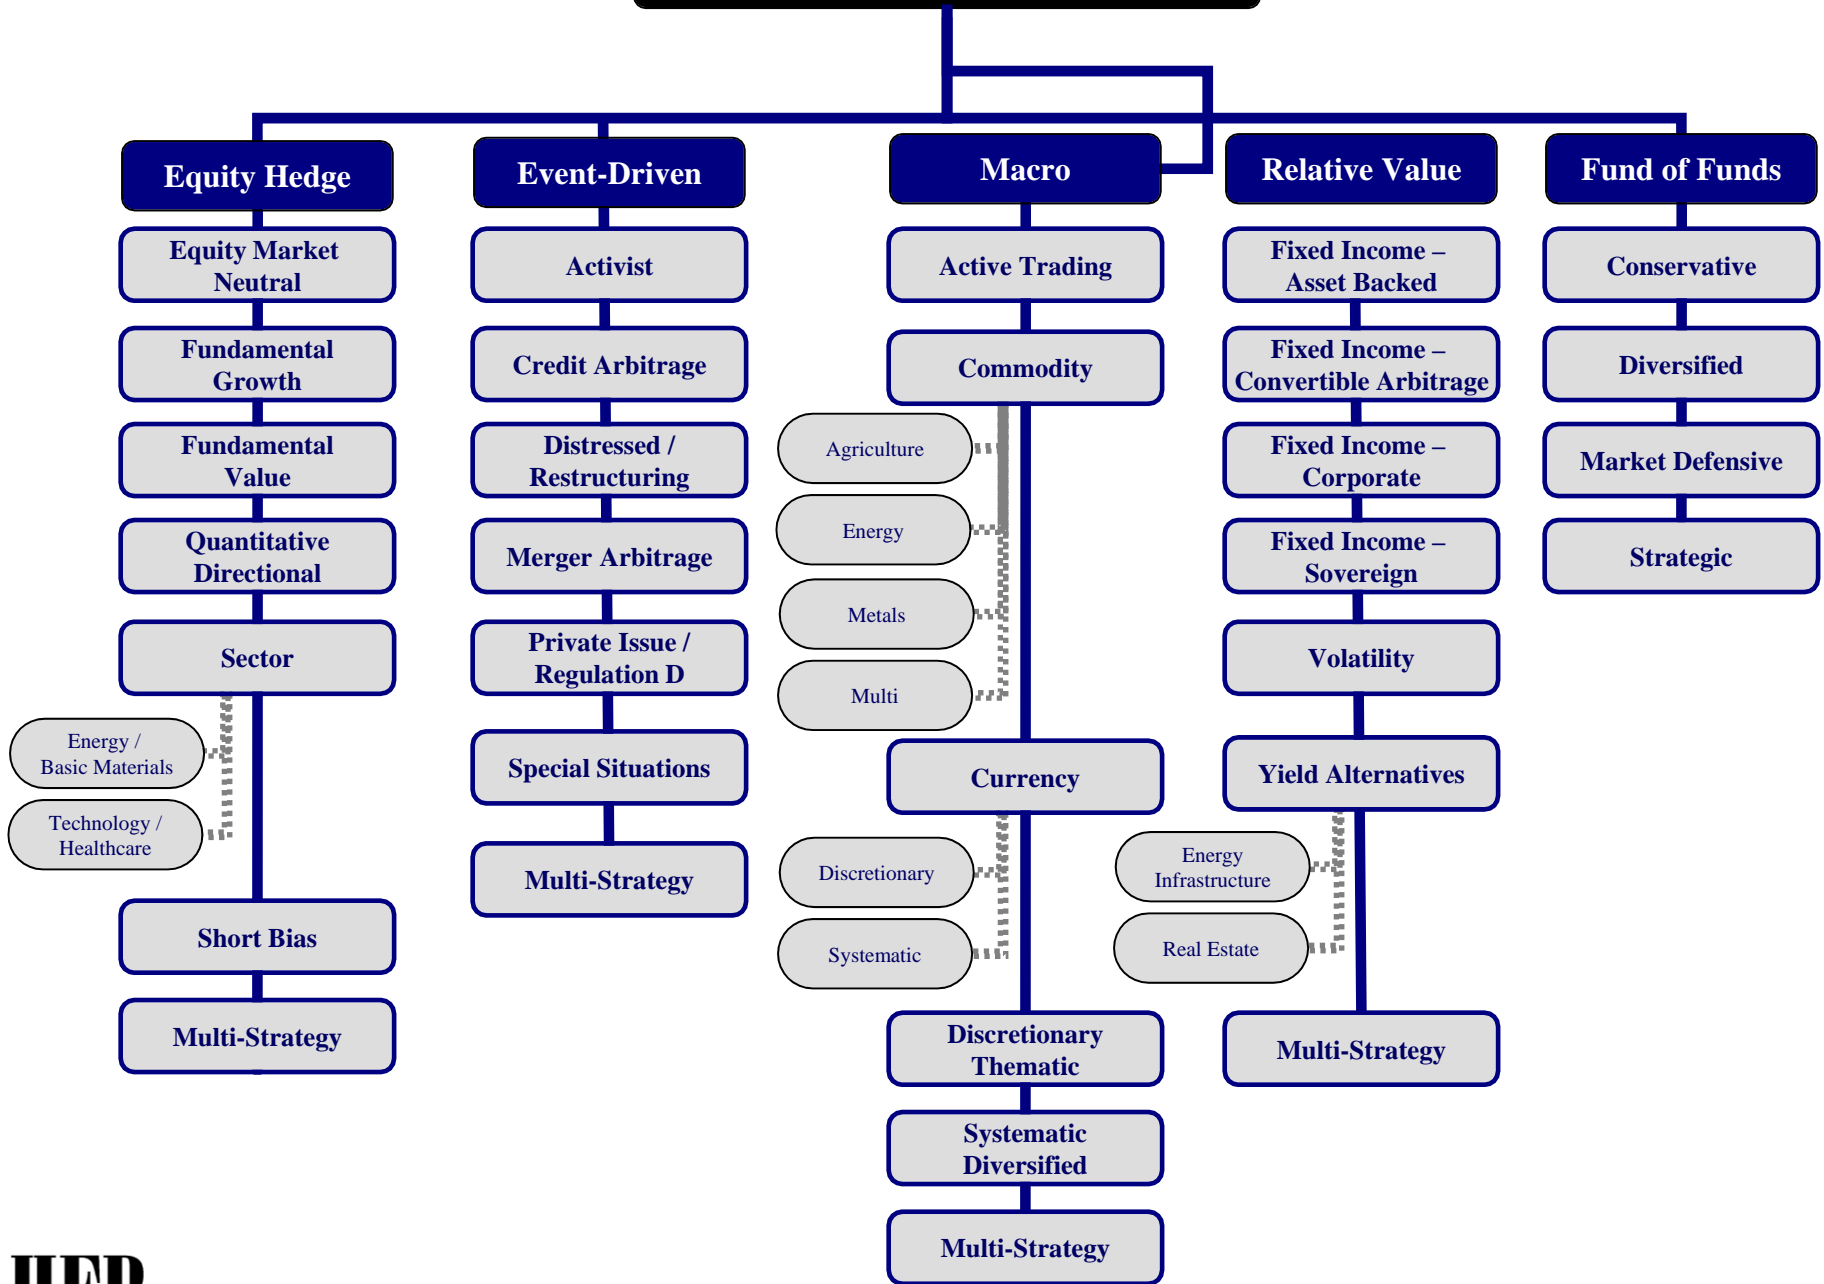 Equity Hedge
Equity Market
Neutral
Fundamental
Growth
Fundamental
Value
Quantitative
Directional
Sector
Energy /
Basic Materials
Technology /
Healthcare
Short Bias
Multi-Strategy
Event-Driven
Activist
Credit Arbitrage
Distressed /
Restructuring
Merger Arbitrage
Private Issue /
Regulation D
Special Situations
Multi-Strategy
Macro
Active Trading
Commodity
Agriculture
Energy
Metals
Multi
Currency
Discretionary
Systematic
Discretionary
Thematic
Systematic
Diversified
Multi-Strategy
Relative Value
Fixed Income –
Asset Backed
Fixed Income –
Convertible Arbitrage
Fixed Income –
Corporate
Fixed Income –
Sovereign
Volatility
Yield Alternatives
Energy
Infrastructure
Real Estate
Multi-Strategy
Fund of Funds
Conservative
Diversified
Market Defensive
Strategic